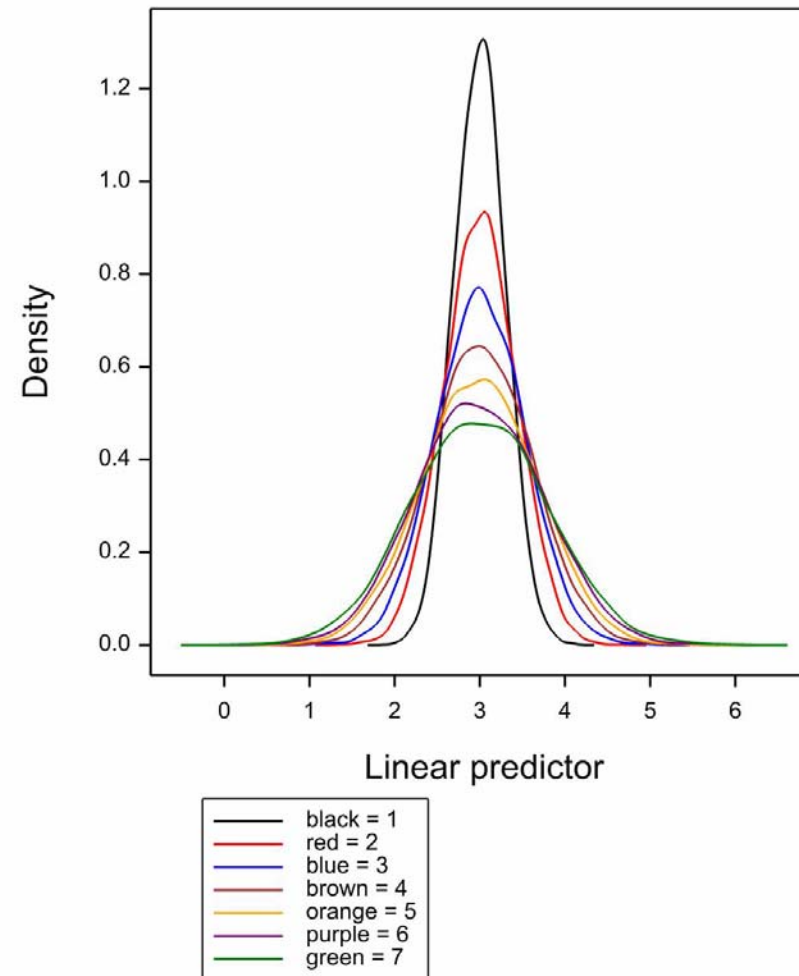 1.2
1.0
0.8
0.6
0.4
0.2
0.0
Density
0 1 2 3 4 5 6
Linear predictor
black = 1
red = 2
blue = 3
brown = 4
orange = 5
purple = 6
green = 7